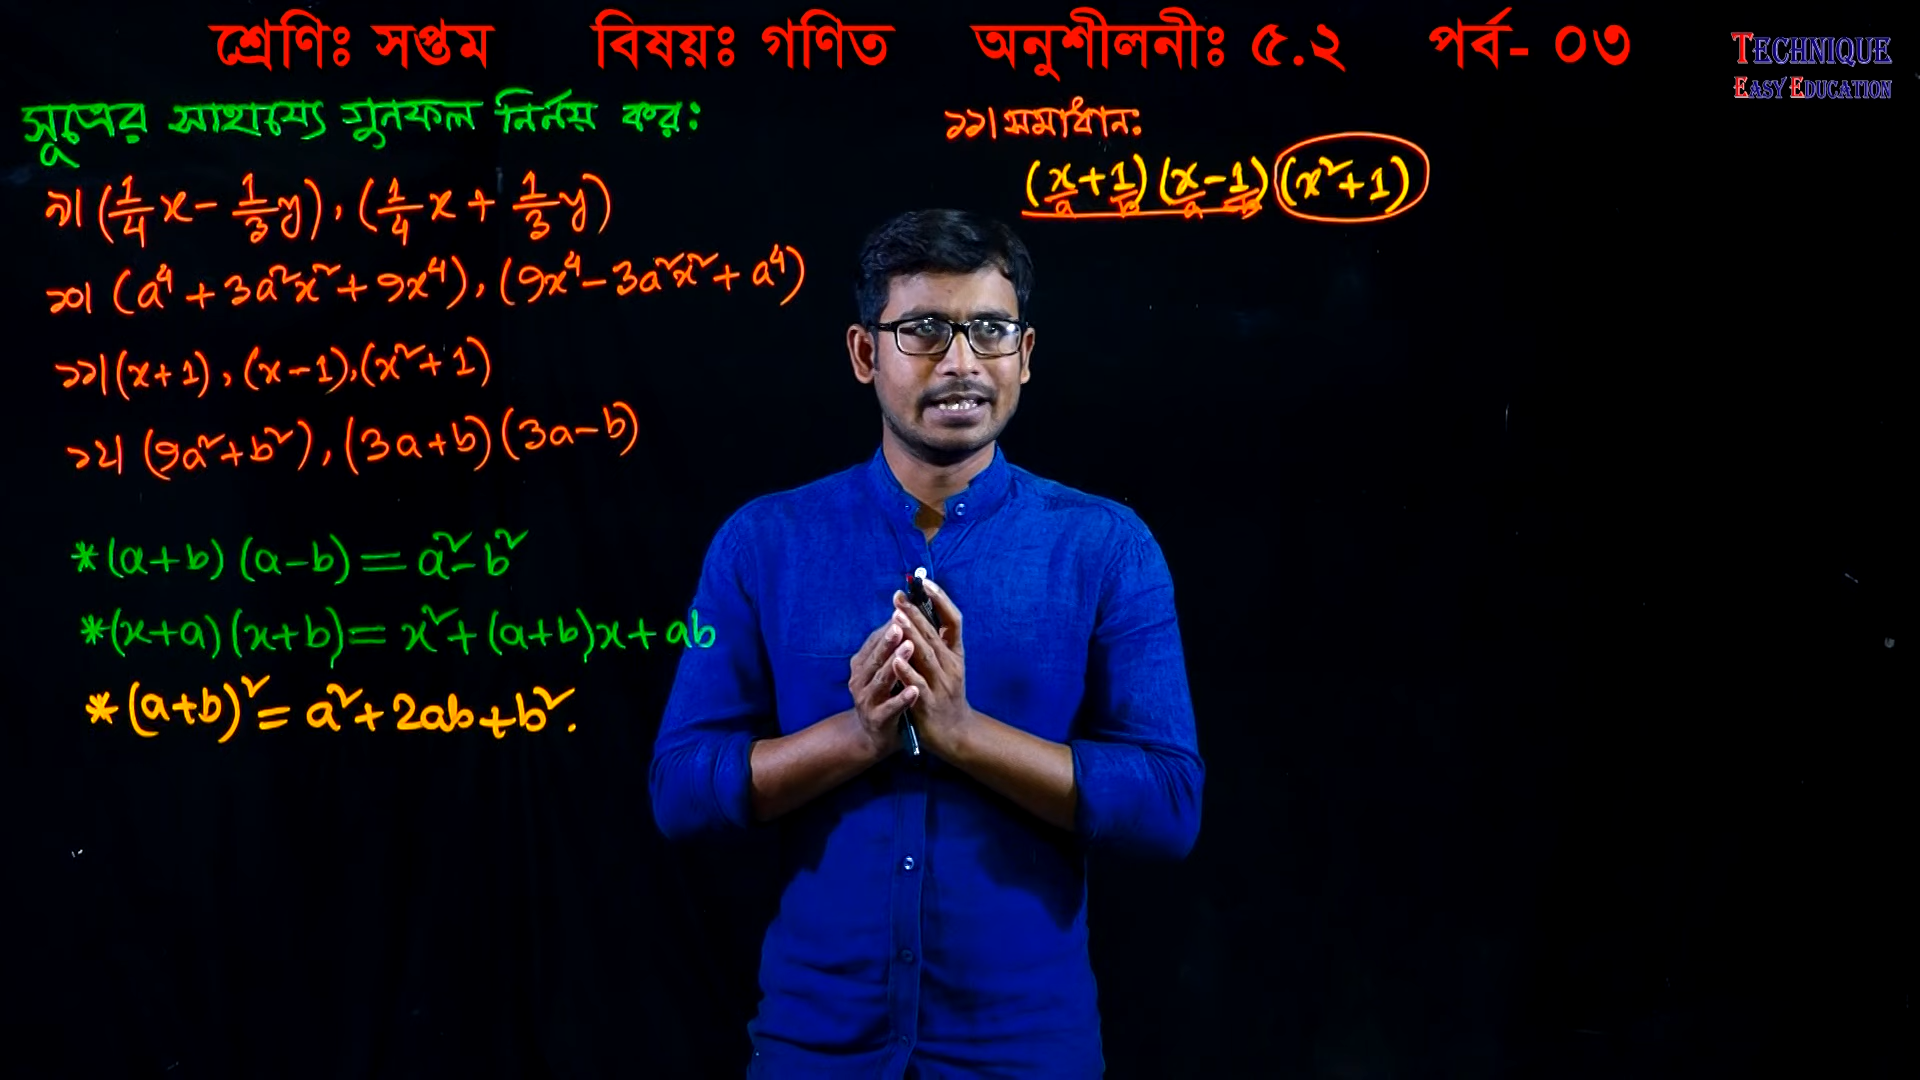 শ্রেণিঃ সপ্তম বিষয়ঃ গণিত অনুশীলনীঃ ৫.২ পর্ব- ০৩
TECHNIQUE
EASY EDUCATION
সূত্রের সাহায্যে গুনফল নির্নয় কর:
৯। (1/4 x - 1/3 y), (1/4 x + 1/3 y)
১০। (a⁴ + 3a²x² + 9x⁴), (9x⁴ - 3a²x² + a⁴)
১১। (x+1), (x-1), (x²+1)
১২। (9a²+b²), (3a+b)(3a-b)
*(a+b)(a-b) = a²-b²
*(x+a)(x+b) = x²+(a+b)x+ab
*(a+b)² = a²+2ab+b².
১১। সমাধান:
(x+1)(x-1)(x²+1)
a b a b